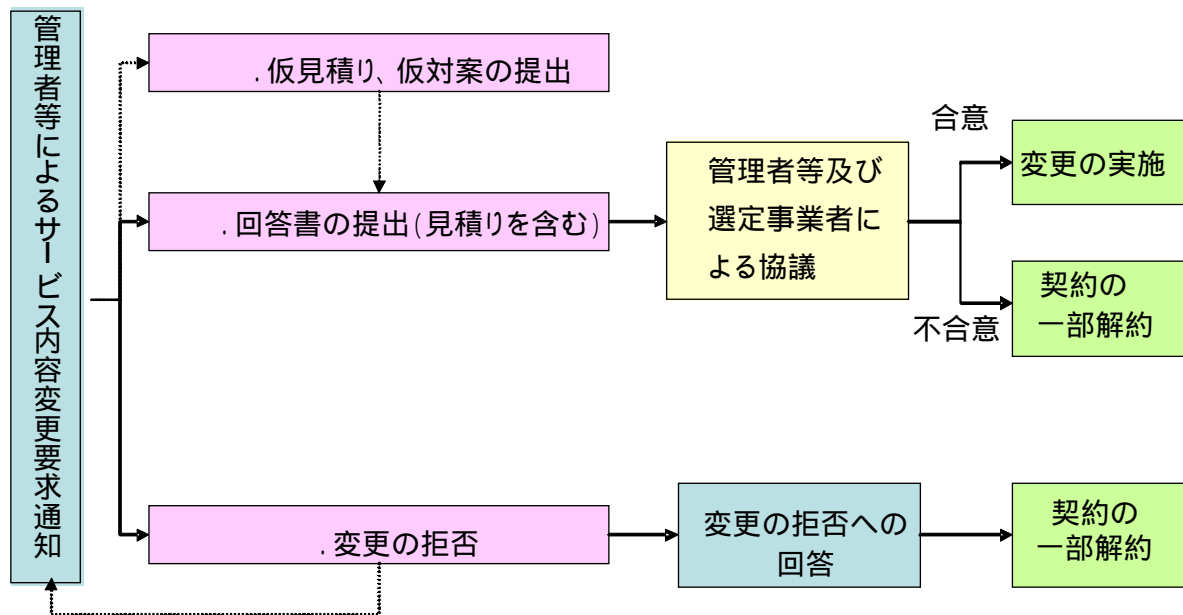 管理者等によるサービス内容変更要求通知
.仮見積り、仮対案の提出
.回答書の提出(見積りを含む)
管理者等及び
選定事業者に
よる協議
合意
変更の実施
不合意
契約の
一部解約
.変更の拒否
変更の拒否への
回答
契約の
一部解約